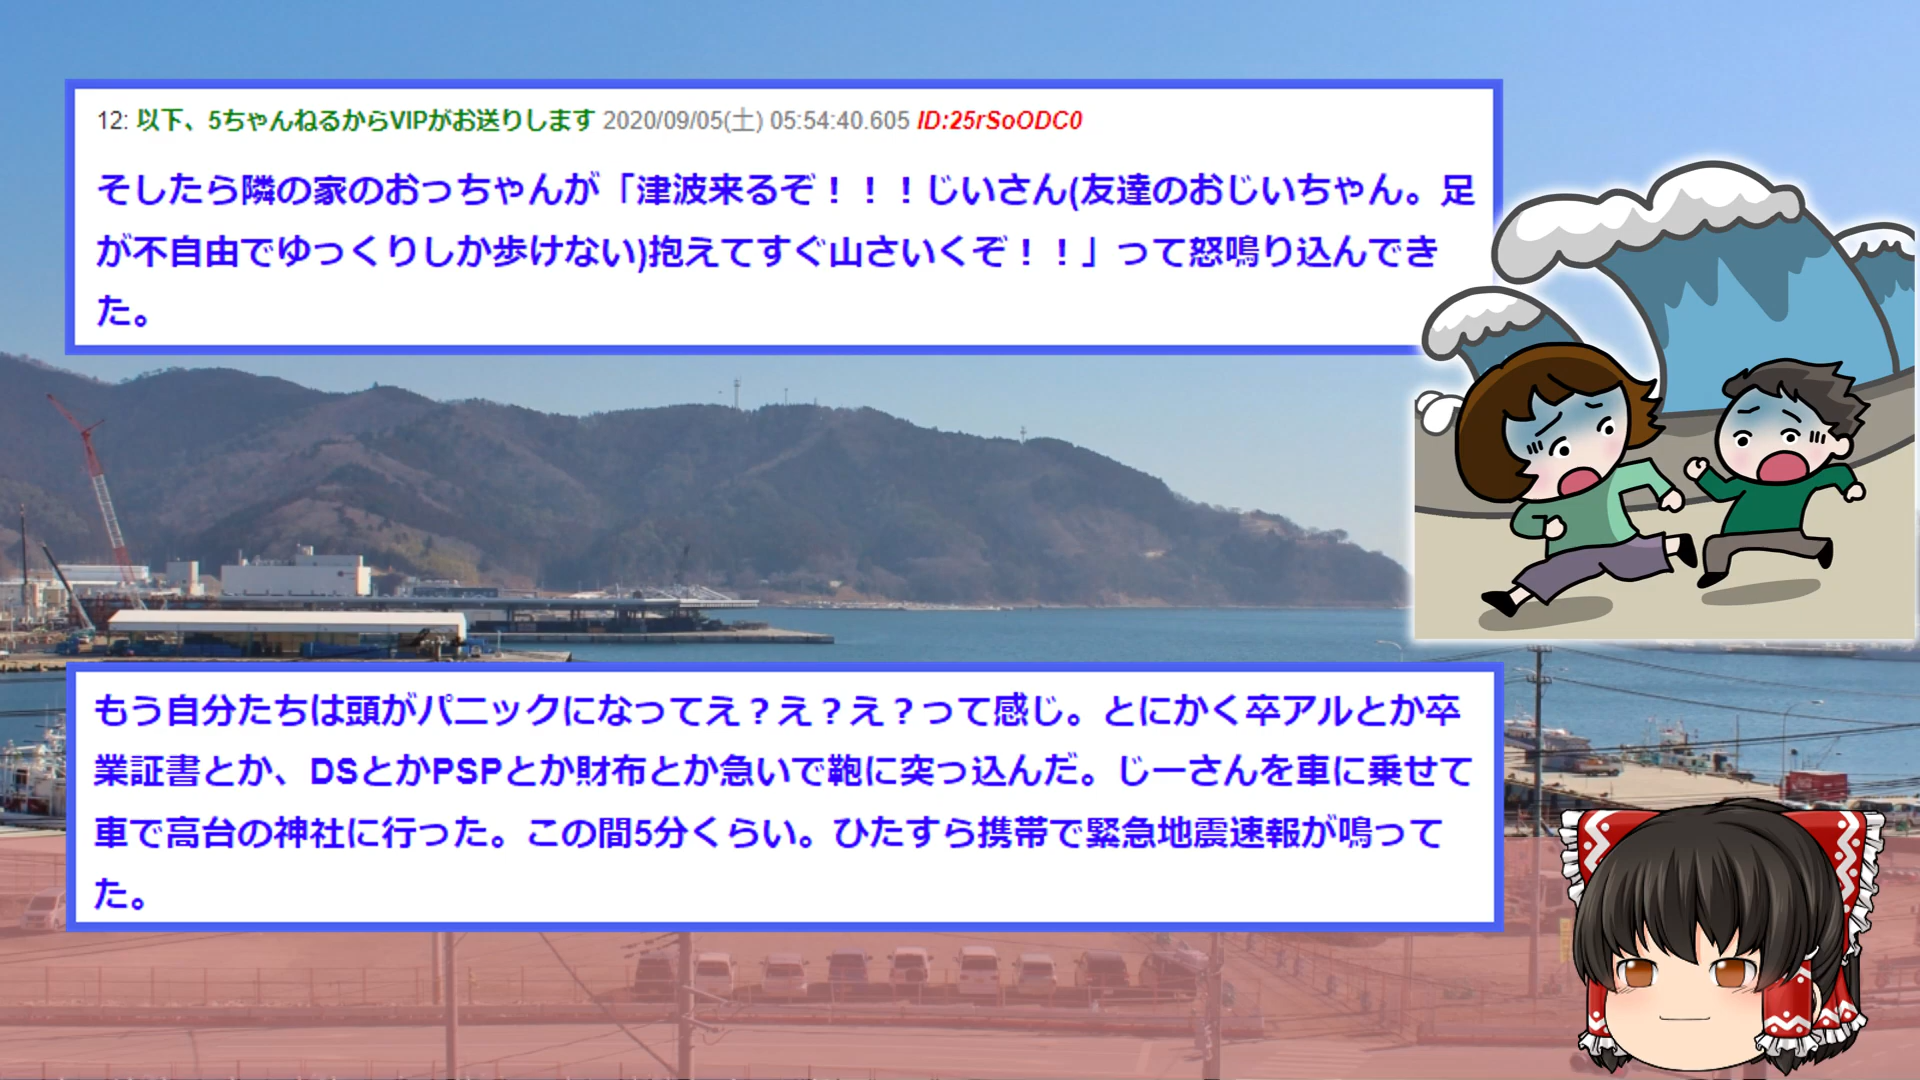 12: 以下、5ちゃんねるからVIPがお送りします 2020/09/05(土) 05:54:40.605 ID:25rSoODC0
そしたら隣の家のおっちゃんが「津波来るぞ！！！じいさん(友達のおじいちゃん。足
が不自由でゆっくりしか歩けない)抱えてすぐ山さいくぞ！！」って怒鳴り込んでき
た。
もう自分たちは頭がパニックになってえ？え？え？って感じ。とにかく卒アルとか卒
業証書とか、DSとかPSPとか財布とか急いで鞄に突っ込んだ。じーさんを車に乗せて
車で高台の神社に行った。この間5分くらい。ひたすら携帯で緊急地震速報が鳴って
た。